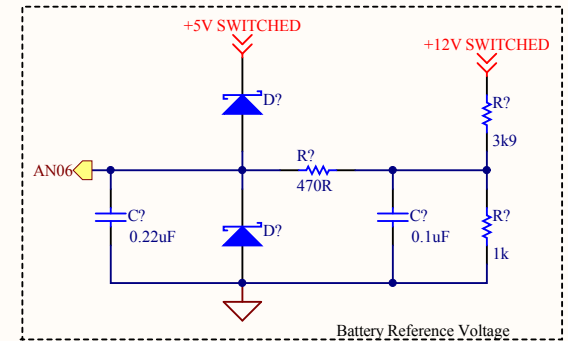 +5V SWITCHED
+12V SWITCHED
D?
R?
3k9
AN06
R?
470R
C?
0.22uF
D?
C?
0.1uF
R?
1k
Battery Reference Voltage